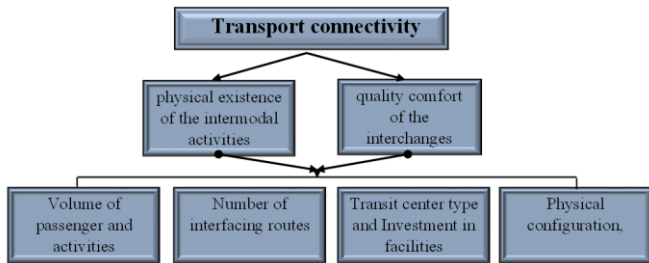 Transport connectivity
physical existence
of the intermodal
activities
quality comfort
of the
interchanges
Volume of
passenger and
activities
Number of
interfacing routes
Transit center type
and Investment in
facilities
Physical
configuration,